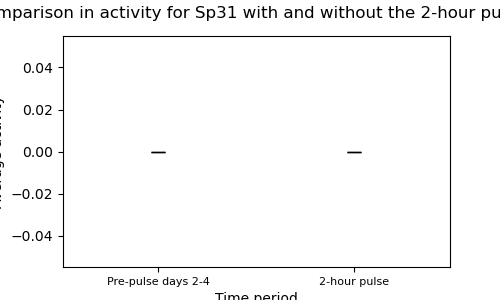 mparison in activity for Sp31 with and without the 2-hour pu
0.04
0.02
0.00
−0.02
−0.04
Pre-pulse days 2-4
2-hour pulse
Time period